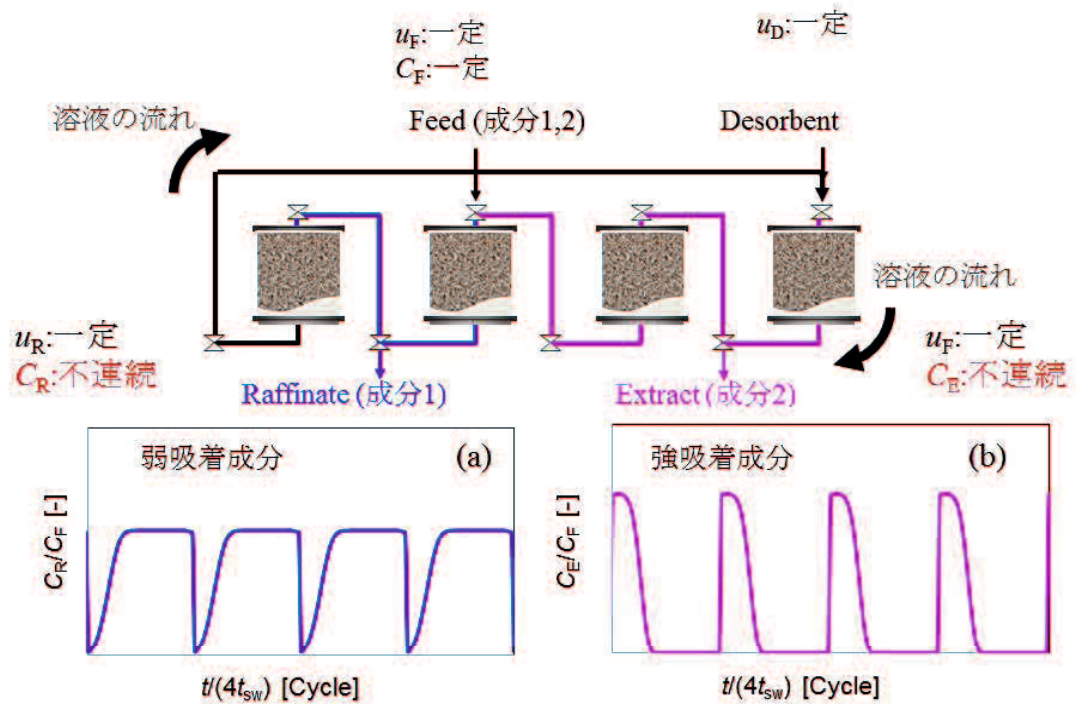 u_F:一定
C_F:一定
u_D:一定
溶液の流れ
Feed (成分1,2)
Desorbent
溶液の流れ
u_R:一定
C_R:不連続
Raffinate (成分1)
Extract (成分2)
u_F:一定
C_E:不連続
弱吸着成分
(a)
C_R/C_F [-]
t/(4t_sw) [Cycle]
強吸着成分
(b)
C_E/C_F [-]
t/(4t_sw) [Cycle]